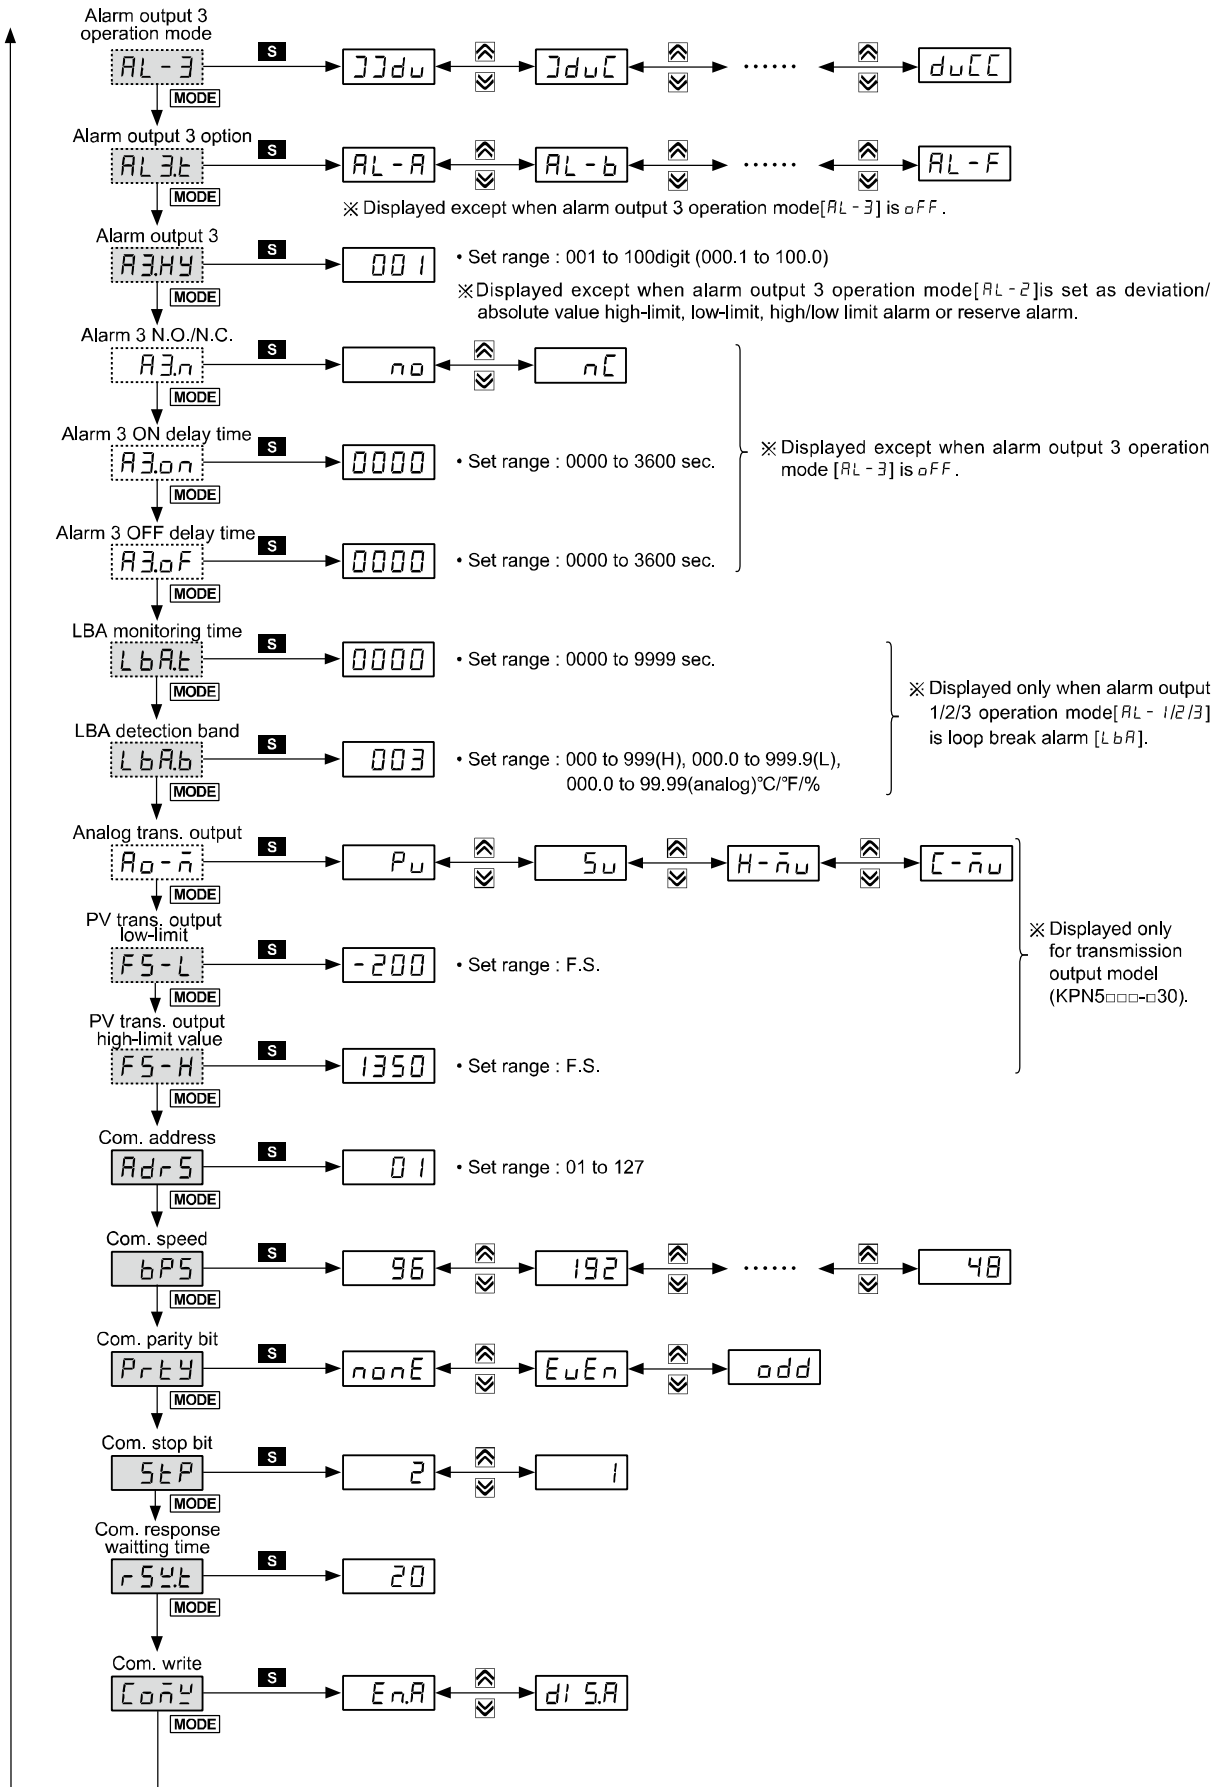 Alarm output 3
operation mode
AL-3 S ]]du ]duC ······ duCC
MODE
Alarm output 3 option
AL3.t S AL-A AL-b ······ AL-F
MODE
※ Displayed except when alarm output 3 operation mode[AL-3] is oFF.
Alarm output 3
A3.HY S 001 • Set range : 001 to 100digit (000.1 to 100.0)
MODE
※Displayed except when alarm output 3 operation mode[AL-2]is set as deviation/
absolute value high-limit, low-limit, high/low limit alarm or reserve alarm.
Alarm 3 N.O./N.C.
A3.n S no nC
MODE
Alarm 3 ON delay time
A3.on S 0000 • Set range : 0000 to 3600 sec.
MODE
※ Displayed except when alarm output 3 operation
mode [AL-3] is oFF.
Alarm 3 OFF delay time
A3.oF S 0000 • Set range : 0000 to 3600 sec.
MODE
LBA monitoring time
LbA.t S 0000 • Set range : 0000 to 9999 sec.
MODE
※ Displayed only when alarm output
1/2/3 operation mode[AL-1/2/3]
is loop break alarm [LbA].
LBA detection band
LbA.b S 003 • Set range : 000 to 999(H), 000.0 to 999.9(L),
000.0 to 99.99(analog)°C/°F/%
MODE
Analog trans. output
Ao-m S Pu Su H-mu C-mu
MODE
PV trans. output
low-limit
FS-L S -200 • Set range : F.S.
MODE
※ Displayed only
for transmission
output model
(KPN5□□□-□30).
PV trans. output
high-limit value
FS-H S 1350 • Set range : F.S.
MODE
Com. address
AdrS S 01 • Set range : 01 to 127
MODE
Com. speed
bPS S 96 192 ······ 48
MODE
Com. parity bit
PrtY S nonE EuEn odd
MODE
Com. stop bit
StP S 2 1
MODE
Com. response
waitting time
rSW.t S 20
MODE
Com. write
ComW S En.A dIS.A
MODE